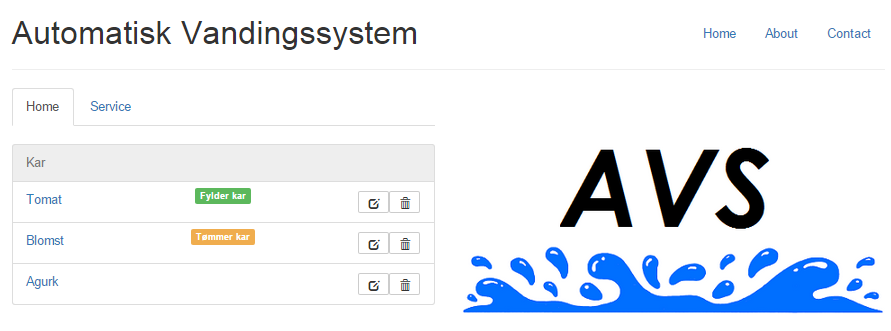 Automatisk Vandingssystem
Home About Contact
Home Service
Kar
Tomat Fylder kar
Blomst Tømmer kar
Agurk
AVS